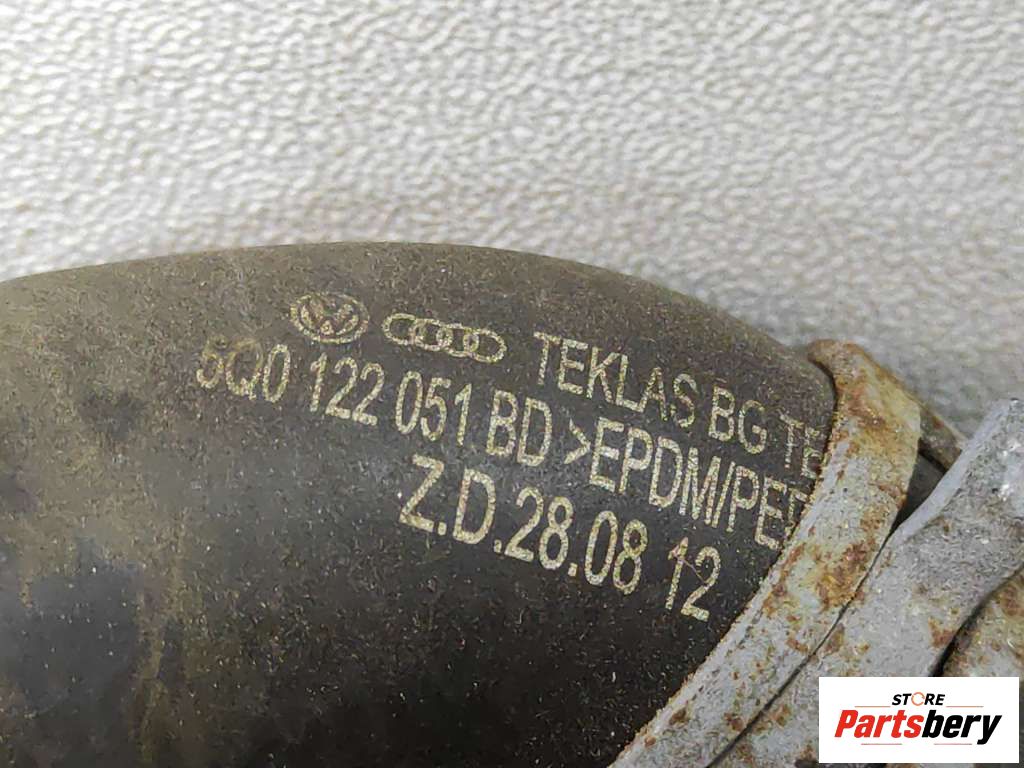 TEKLAS BG TE
5Q0 122 051 BD >EPDM/PE
Z.D.28.08 12
STORE
Partsbery